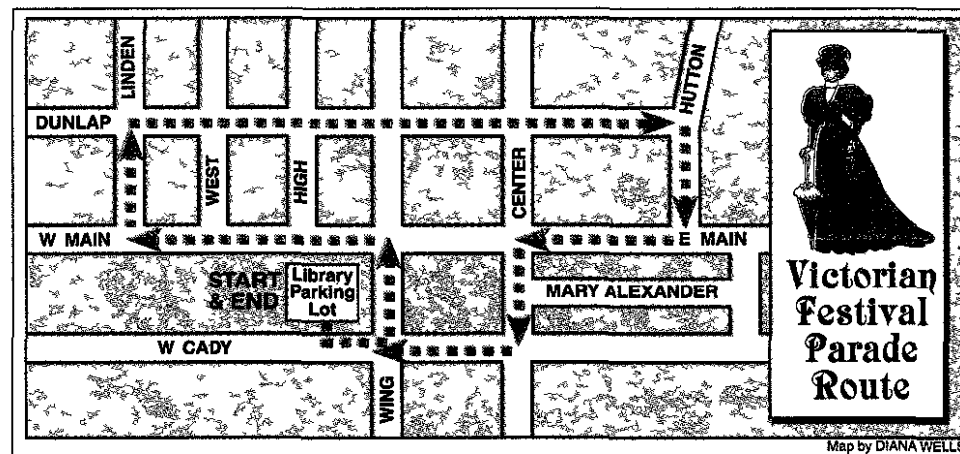 LINDEN
HUTTON
DUNLAP
WEST
HIGH
CENTER
W MAIN
E MAIN
START
& END
Library
Parking
Lot
MARY ALEXANDER
W CADY
WING
Victorian
Festival
Parade
Route
Map by DIANA WELLS